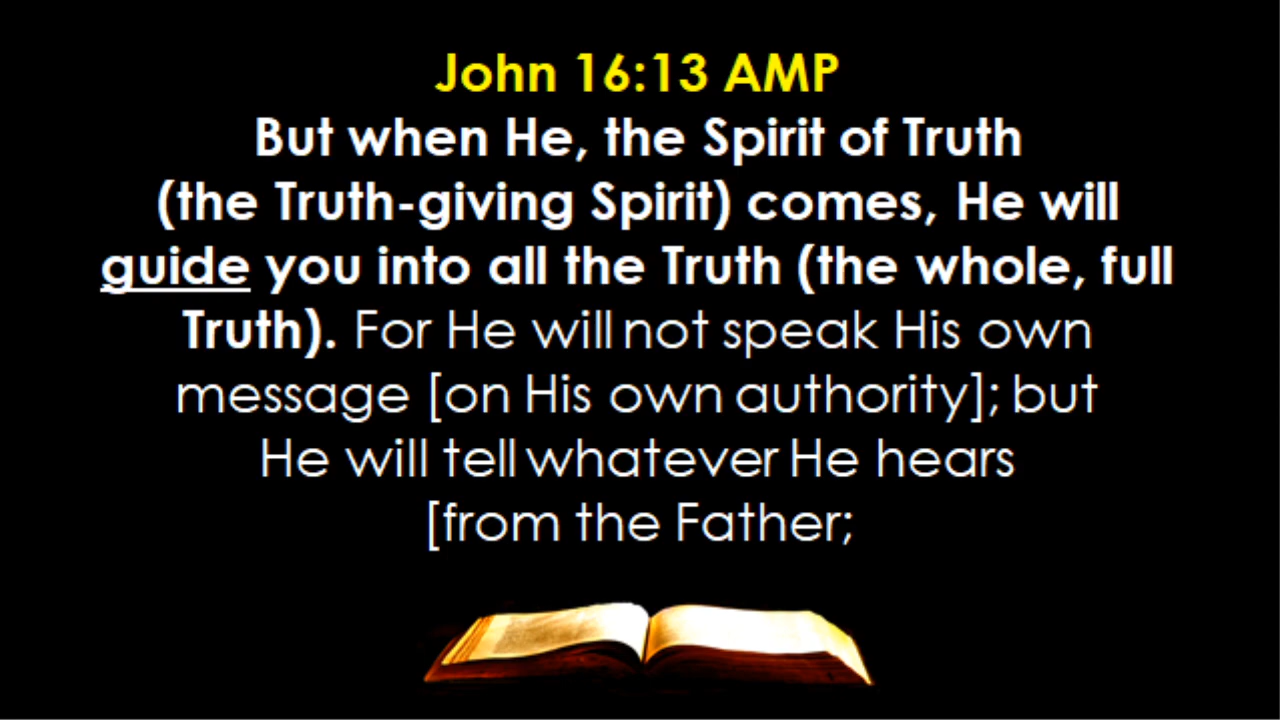 John 16:13 AMP
But when He, the Spirit of Truth
(the Truth-giving Spirit) comes, He will
guide you into all the Truth (the whole, full
Truth). For He will not speak His own
message [on His own authority]; but
He will tell whatever He hears
[from the Father;